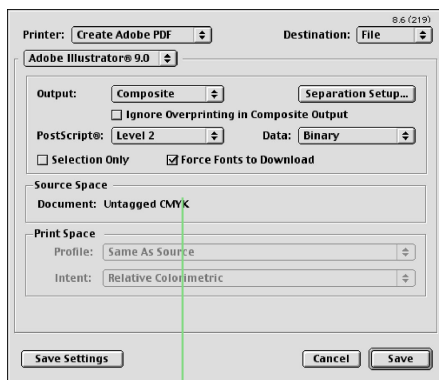 8.6 (219)
Printer: Create Adobe PDF Destination: File
Adobe Illustrator® 9.0
Output: Composite Separation Setup...
Ignore Overprinting in Composite Output
PostScript®: Level 2 Data: Binary
Selection Only Force Fonts to Download
Source Space
Document: Untagged CMYK
Print Space
Profile: Same As Source
Intent: Relative Colorimetric
Save Settings Cancel Save